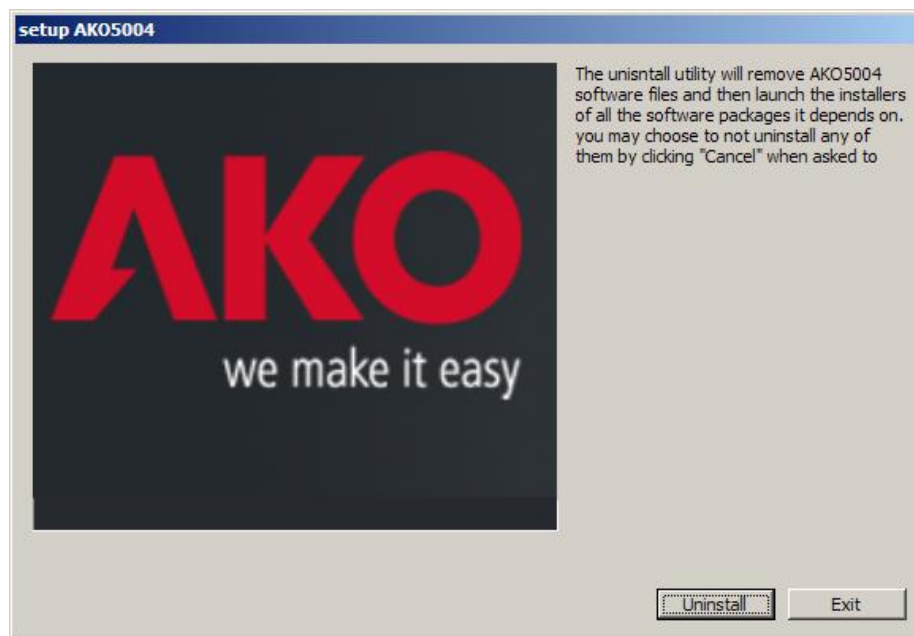 setup AKO5004
The unisntall utility will remove AKO5004
software files and then launch the installers
of all the software packages it depends on.
you may choose to not uninstall any of
them by clicking "Cancel" when asked to
AKO
we make it easy
Uninstall
Exit